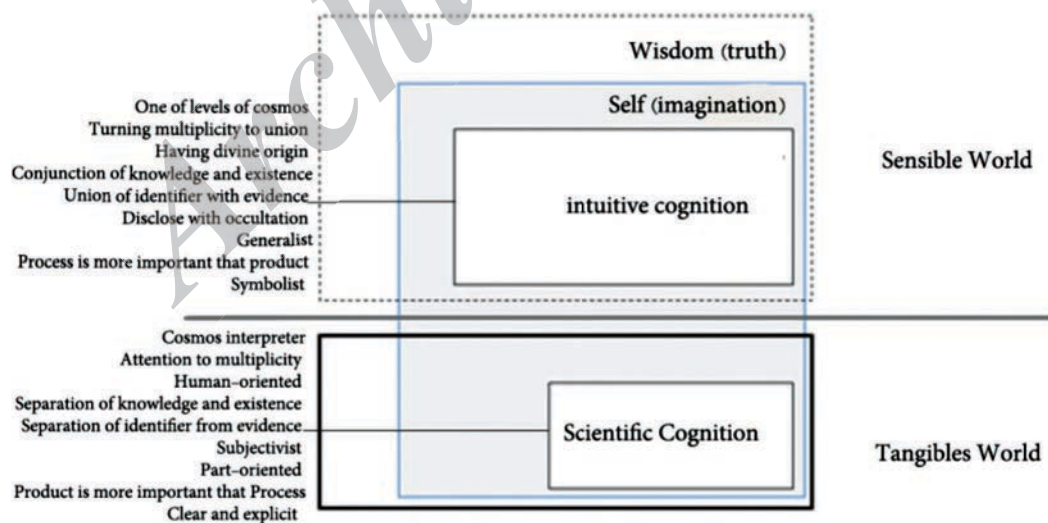 Wisdom (truth)
Self (imagination)
One of levels of cosmos
Turning multiplicity to union
Having divine origin
Conjunction of knowledge and existence
Union of identifier with evidence
Disclose with occultation
Generalist
Process is more important that product
Symbolist
intuitive cognition
Sensible World
Cosmos interpreter
Attention to multiplicity
Human-oriented
Separation of knowledge and existence
Separation of identifier from evidence
Subjectivist
Part-oriented
Product is more important that Process
Clear and explicit
Scientific Cognition
Tangibles World